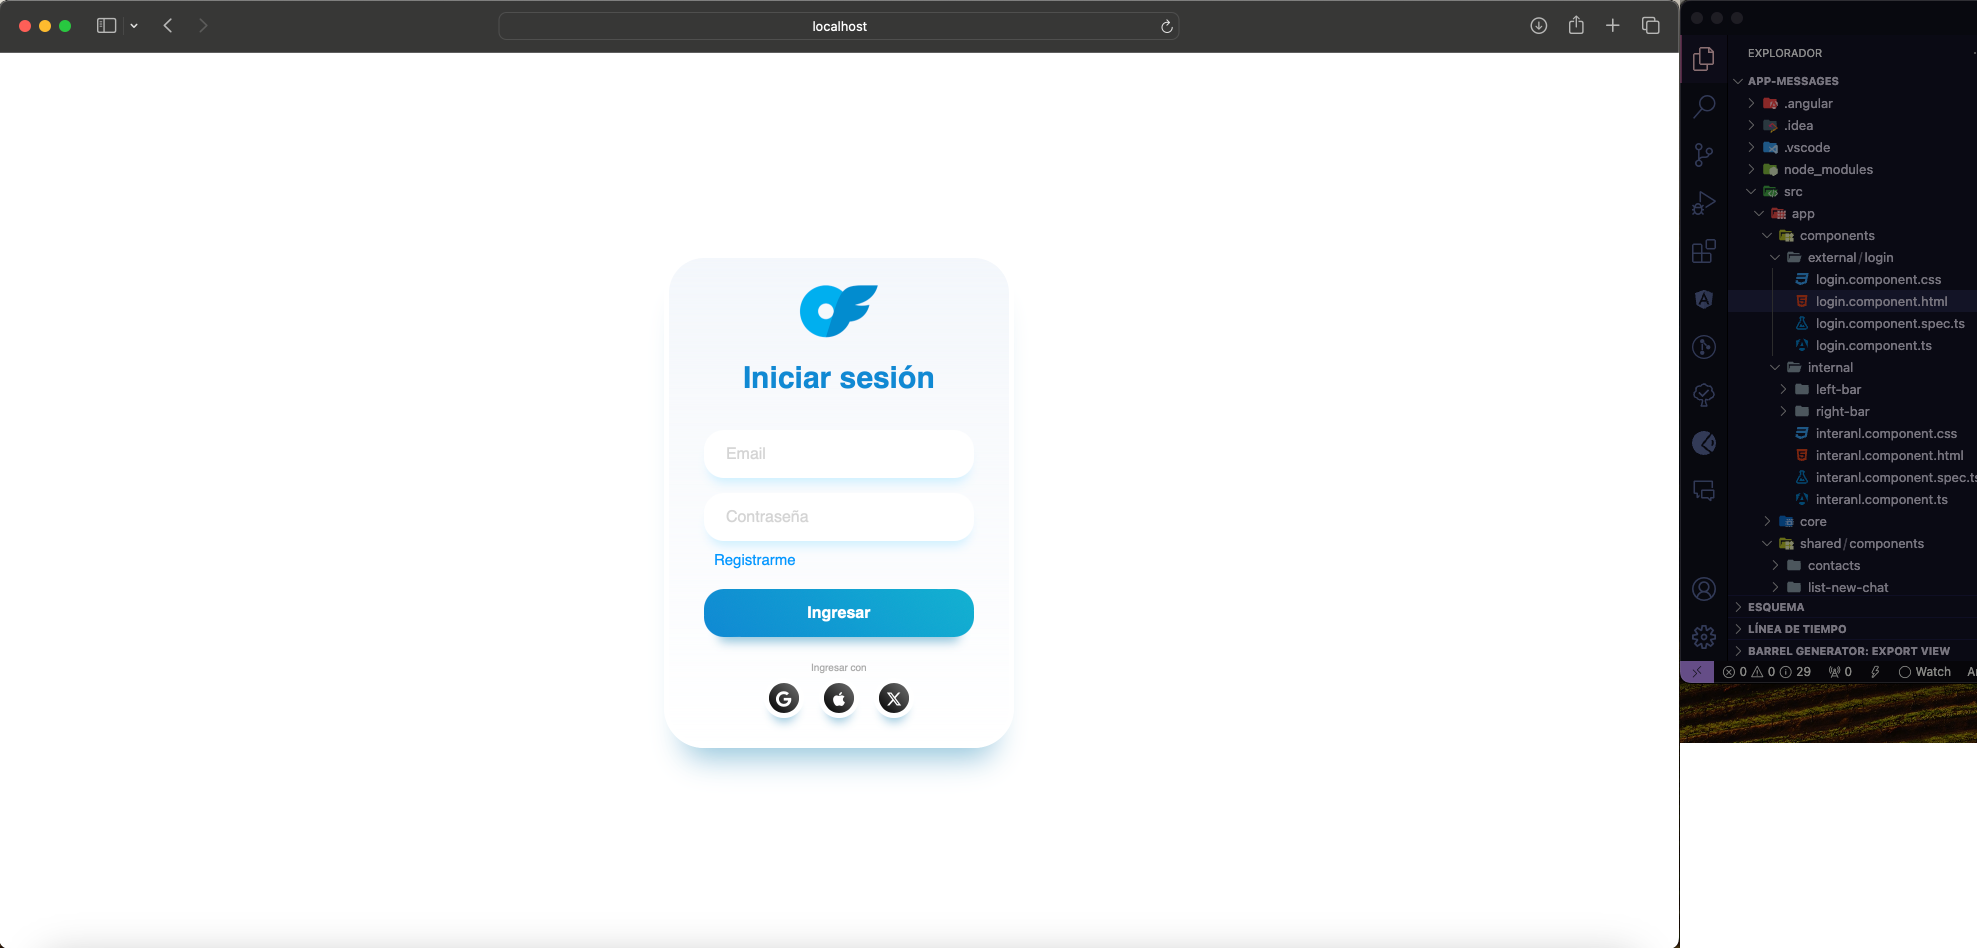 localhost
Iniciar sesión
Email
Contraseña
Registrarme
Ingresar
Ingresar con
EXPLORADOR
APP-MESSAGES
.angular
.idea
.vscode
node_modules
src
app
components
external/login
login.component.css
login.component.html
login.component.spec.ts
login.component.ts
internal
left-bar
right-bar
interanl.component.css
interanl.component.html
interanl.component.spec.ts
interanl.component.ts
core
shared/components
contacts
list-new-chat
ESQUEMA
LÍNEA DE TIEMPO
BARREL GENERATOR: EXPORT VIEW
0 0 29 0 Watch